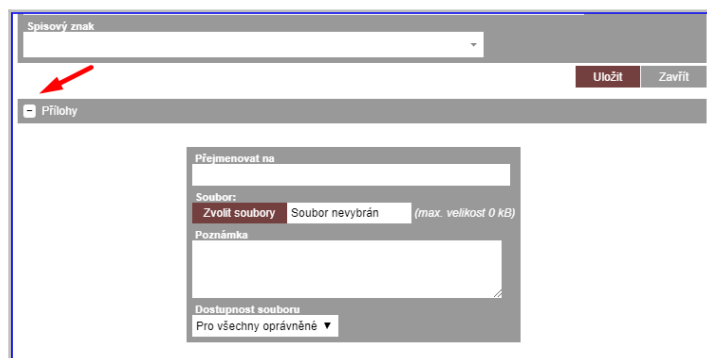 Spisový znak
Uložit Zavřít
Přílohy
Přejmenovat na
Soubor:
Zvolit soubory Soubor nevybrán (max. velikost 0 kB)
Poznámka
Dostupnost souboru
Pro všechny oprávněné